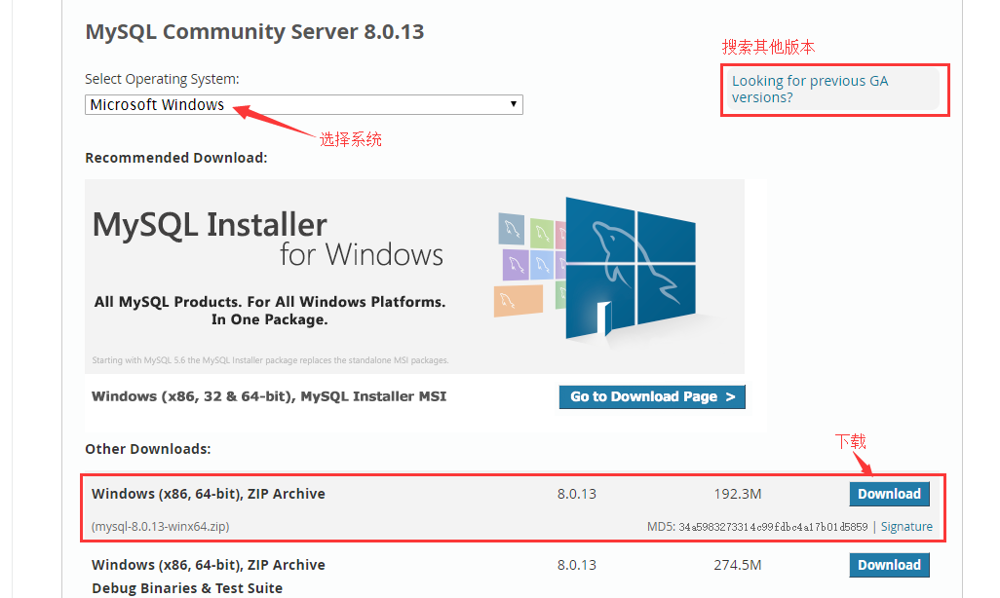 MySQL Community Server 8.0.13
搜索其他版本
Select Operating System:
Looking for previous GA
versions?
Microsoft Windows
选择系统
Recommended Download:
MySQL Installer
for Windows
All MySQL Products. For All Windows Platforms.
In One Package.
Starting with MySQL 5.6 the MySQL Installer package replaces the standalone MSI packages.
Windows (x86, 32 & 64-bit), MySQL Installer MSI
Go to Download Page >
Other Downloads:
下载
Windows (x86, 64-bit), ZIP Archive 8.0.13 192.3M Download
(mysql-8.0.13-winx64.zip) MD5: 34a5983273314c99fdbc4a17b01d5859 | Signature
Windows (x86, 64-bit), ZIP Archive 8.0.13 274.5M Download
Debug Binaries & Test Suite